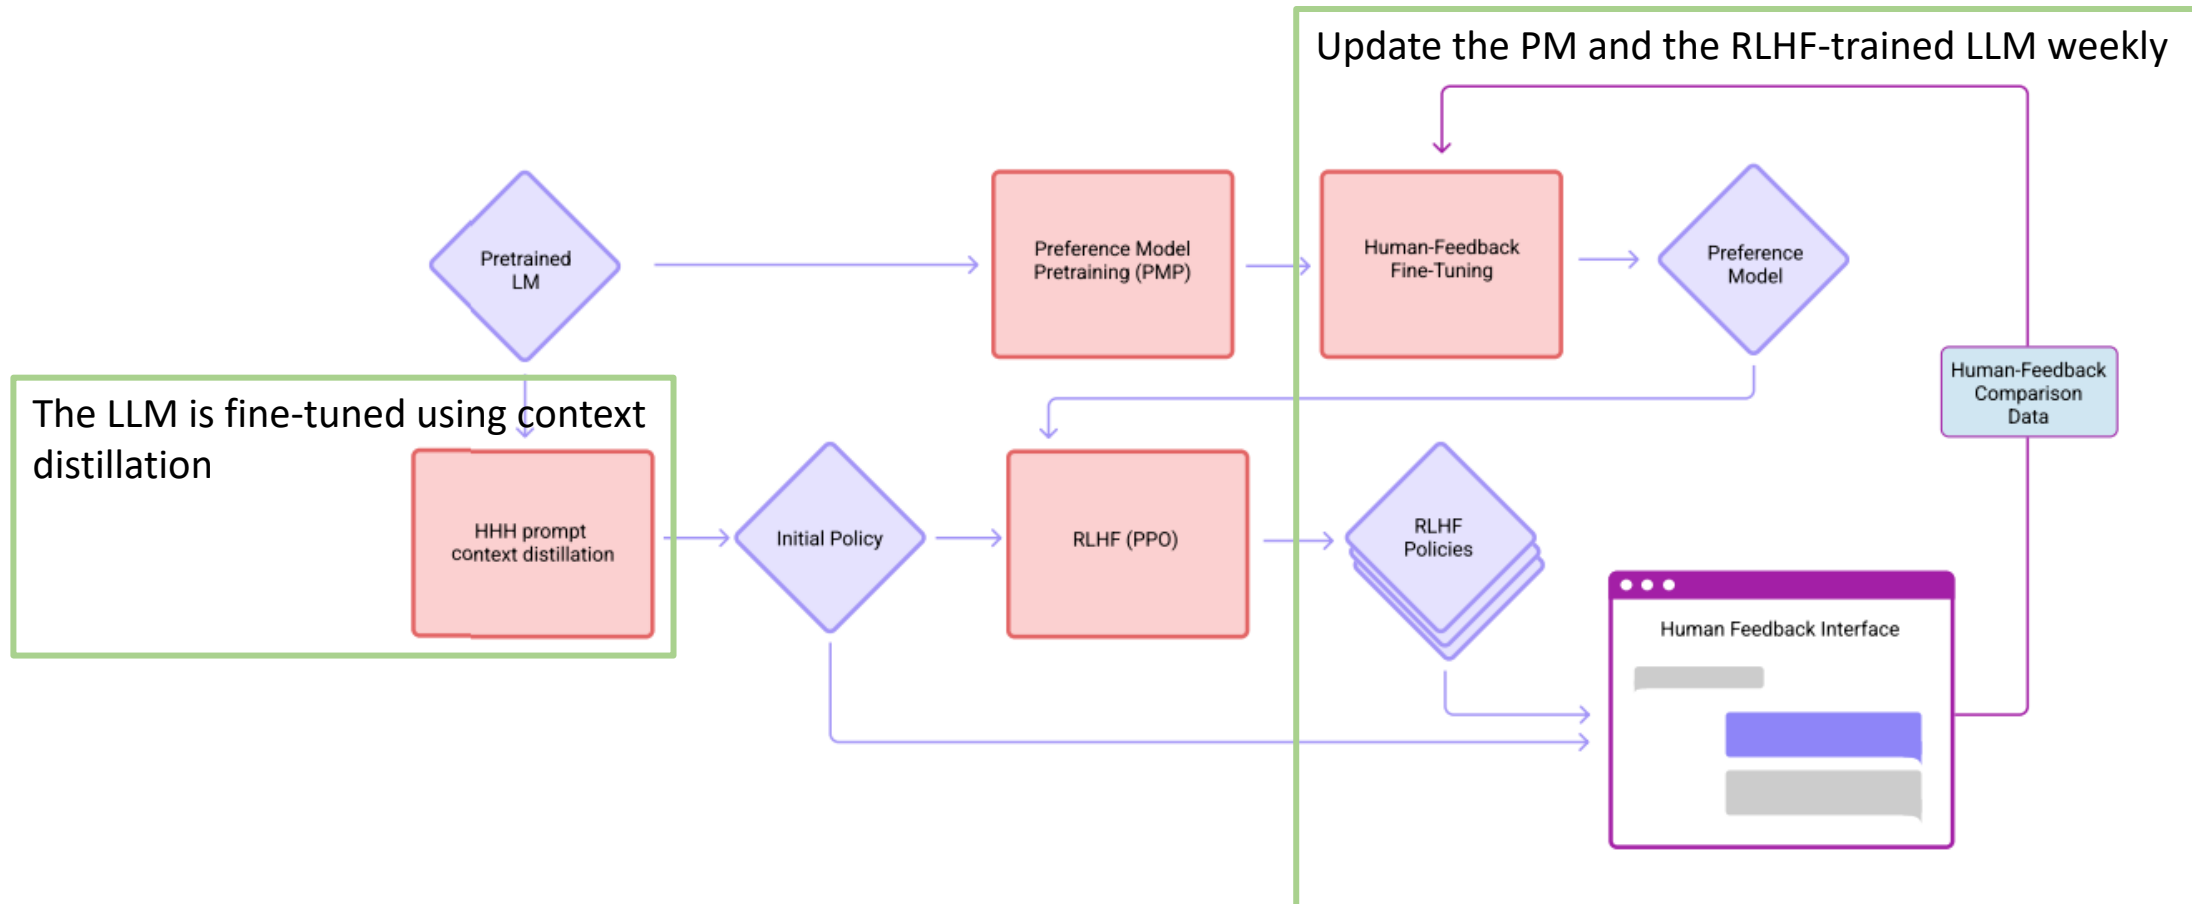 Update the PM and the RLHF-trained LLM weekly
Pretrained
LM
Preference Model
Pretraining (PMP)
Human-Feedback
Fine-Tuning
Preference
Model
Human-Feedback
Comparison
Data
The LLM is fine-tuned using context
distillation
HHH prompt
context distillation
Initial Policy
RLHF (PPO)
RLHF
Policies
Human Feedback Interface